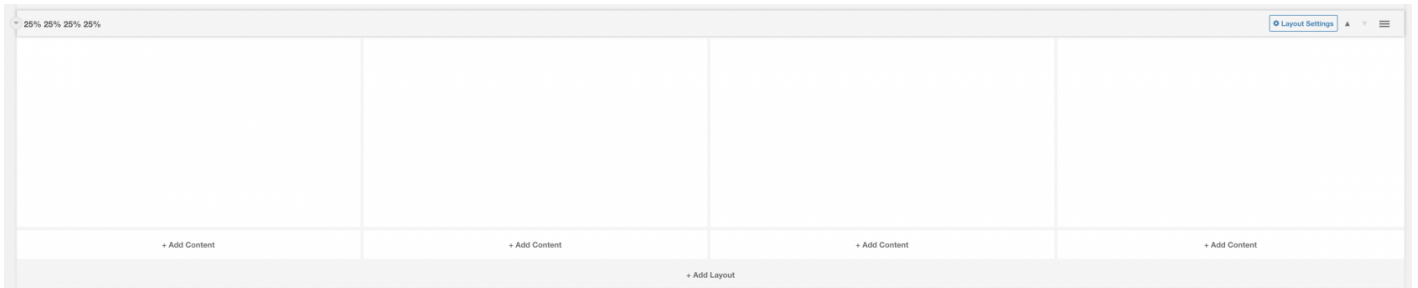 25% 25% 25% 25%
Layout Settings
+ Add Content
+ Add Content
+ Add Content
+ Add Content
+ Add Layout